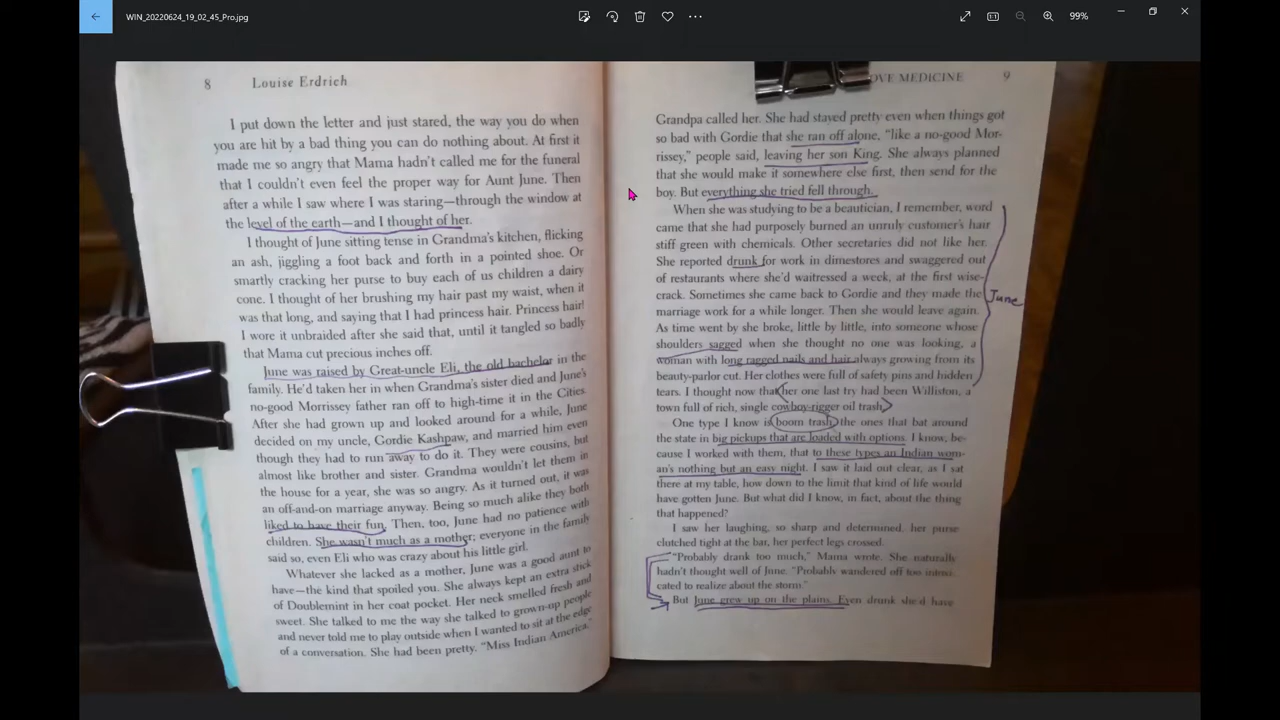 WIN_20220624_19_02_45_Pro.jpg
99%
8 Louise Erdrich
I put down the letter and just stared, the way you do when
you are hit by a bad thing you can do nothing about. At first it
made me so angry that Mama hadn't called me for the funeral
that I couldn't even feel the proper way for Aunt June. Then
after a while I saw where I was staring—through the window at
the level of the earth—and I thought of her.
I thought of June sitting tense in Grandma's kitchen, flicking
an ash, jiggling a foot back and forth in a pointed shoe. Or
smartly cracking her purse to buy each of us children a dairy
cone. I thought of her brushing my hair past my waist, when it
was that long, and saying that I had princess hair. Princess hair!
I wore it unbraided after she said that, until it tangled so badly
that Mama cut precious inches off.
June was raised by Great-uncle Eli, the old bachelor in the
family. He'd taken her in when Grandma's sister died and June's
no-good Morrissey father ran off to high-time it in the Cities.
After she had grown up and looked around for a while, June
decided on my uncle, Gordie Kashpaw, and married him even
though they had to run away to do it. They were cousins, but
almost like brother and sister. Grandma wouldn't let them in
the house for a year, she was so angry. As it turned out, it was
an off-and-on marriage anyway. Being so much alike they both
liked to have their fun. Then, too, June had no patience with
children. She wasn't much as a mother; everyone in the family
said so, even Eli who was crazy about his little girl.
Whatever she lacked as a mother, June was a good aunt to
have—the kind that spoiled you. She always kept an extra stick
of Doublemint in her coat pocket. Her neck smelled fresh and
sweet. She talked to me the way she talked to grown-up people
and never told me to play outside when I wanted to sit at the edge
of a conversation. She had been pretty. "Miss Indian America,"
OVE MEDICINE 9
Grandpa called her. She had stayed pretty even when things got
so bad with Gordie that she ran off alone, "like a no-good Mor-
rissey," people said, leaving her son King. She always planned
that she would make it somewhere else first, then send for the
boy. But everything she tried fell through.
When she was studying to be a beautician, I remember, word
came that she had purposely burned an unruly customer's hair
stiff green with chemicals. Other secretaries did not like her.
She reported drunk for work in dimestores and swaggered out
of restaurants where she'd waitressed a week, at the first wise-
crack. Sometimes she came back to Gordie and they made the
marriage work for a while longer. Then she would leave again.
As time went by she broke, little by little, into someone whose
shoulders sagged when she thought no one was looking, a
woman with long ragged nails and hair always growing from its
beauty-parlor cut. Her clothes were full of safety pins and hidden
tears. I thought now that her one last try had been Williston, a
town full of rich, single cowboy-rigger oil trash.
June
One type I know is boom trash, the ones that bat around
the state in big pickups that are loaded with options. I know, be-
cause I worked with them, that to these types an Indian wom-
an's nothing but an easy night. I saw it laid out clear, as I sat
there at my table, how down to the limit that kind of life would
have gotten June. But what did I know, in fact, about the thing
that happened?
I saw her laughing, so sharp and determined, her purse
clutched tight at the bar, her perfect legs crossed.
"Probably drank too much," Mama wrote. She naturally
hadn't thought well of June. "Probably wandered off too intoxi-
cated to realize about the storm."
But June grew up on the plains. Even drunk she'd have